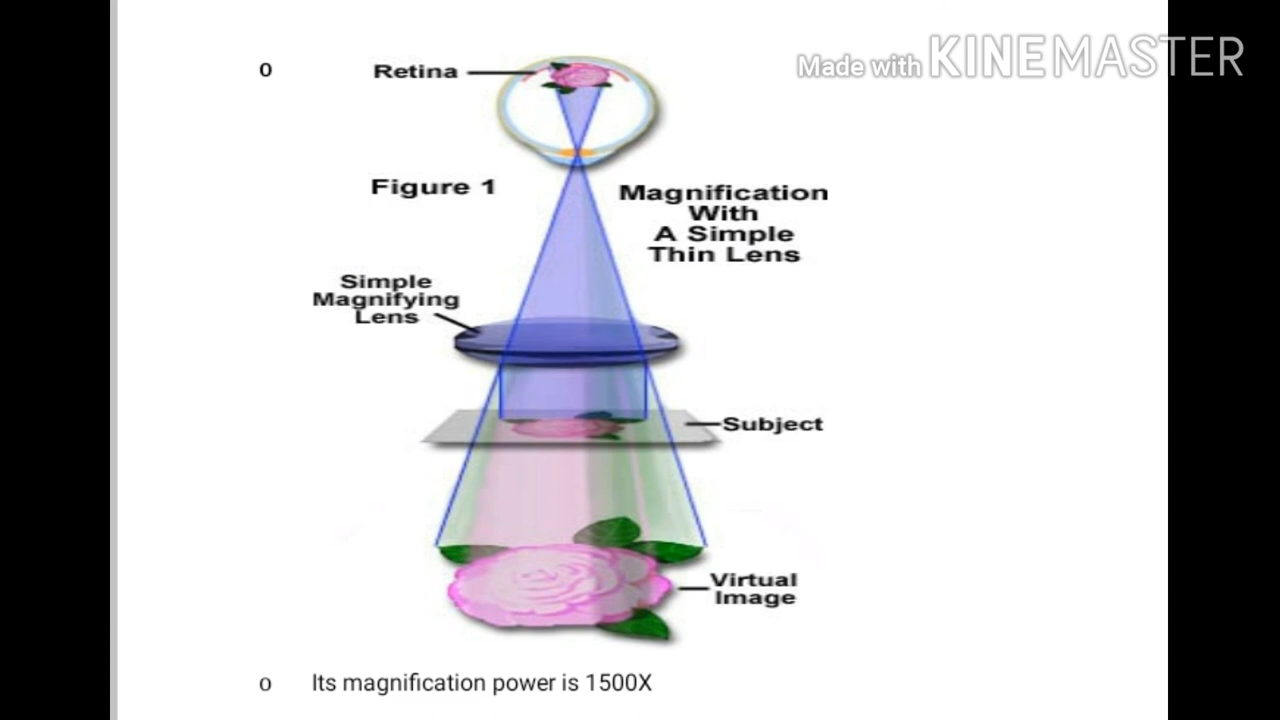 Made with KINEMASTER
o
Retina
Figure 1
Magnification
With
A Simple
Thin Lens
Simple
Magnifying
Lens
Subject
Virtual
Image
o Its magnification power is 1500X